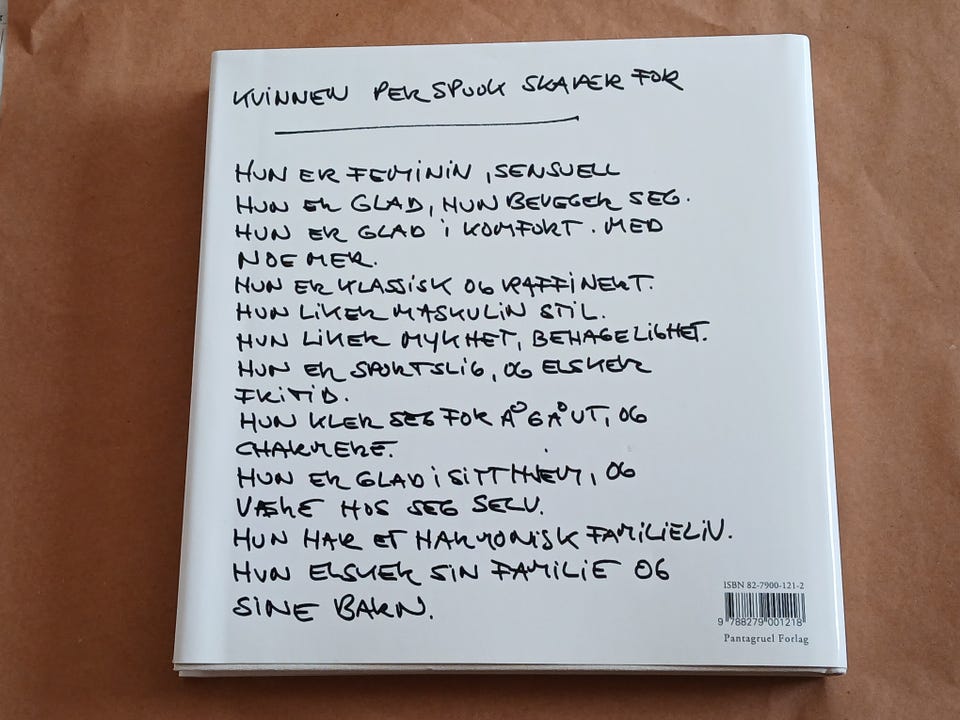 KVINNEN PER SPOOK SKAPER FOR
HUN ER FEMININ, SENSUELL
HUN ER GLAD, HUN BEVEGER SEG.
HUN ER GLAD i KOMFORT. MED
NOE MER.
HUN ER KLASSiSK OG RAFFiNERT.
HUN LiKER MASKULiN STiL.
HUN LiKER MYKHET, BEHAGELiGHET.
HUN ER SPORTSLiG, OG ELSKER
FRiTiD.
HUN KLER SEG FOR Å GÅ UT, OG
CHARMERE.
HUN ER GLAD i SiTT HJEM, OG
VÆRE HOS SEG SELV.
HUN HAR ET HARMONiSK FAMiLiELiV.
HUN ELSKER SiN FAMiLiE OG
SiNE BARN.
ISBN 82-7900-121-2
9 788279 001218
Pantagruel Forlag